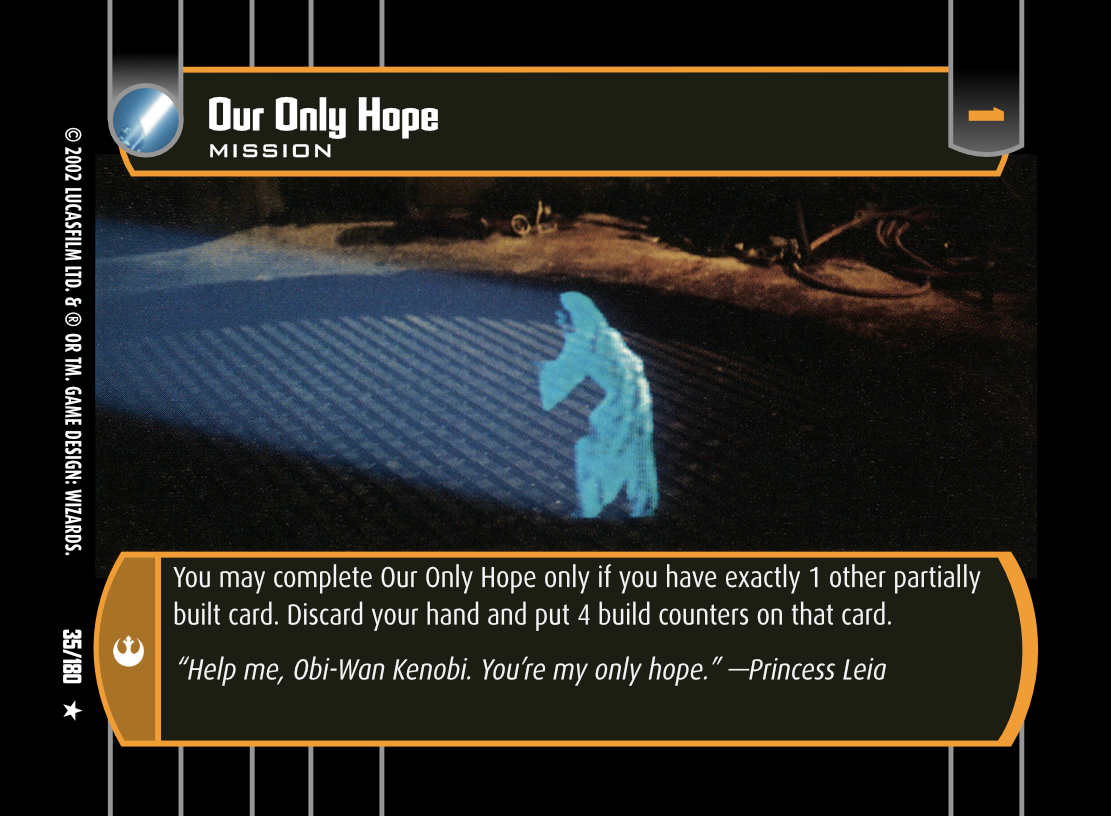 Our Only Hope
MISSION
1
You may complete Our Only Hope only if you have exactly 1 other partially
built card. Discard your hand and put 4 build counters on that card.
“Help me, Obi-Wan Kenobi. You’re my only hope.” —Princess Leia
© 2002 LUCASFILM LTD. & ® OR TM. GAME DESIGN: WIZARDS.
35/180 ★